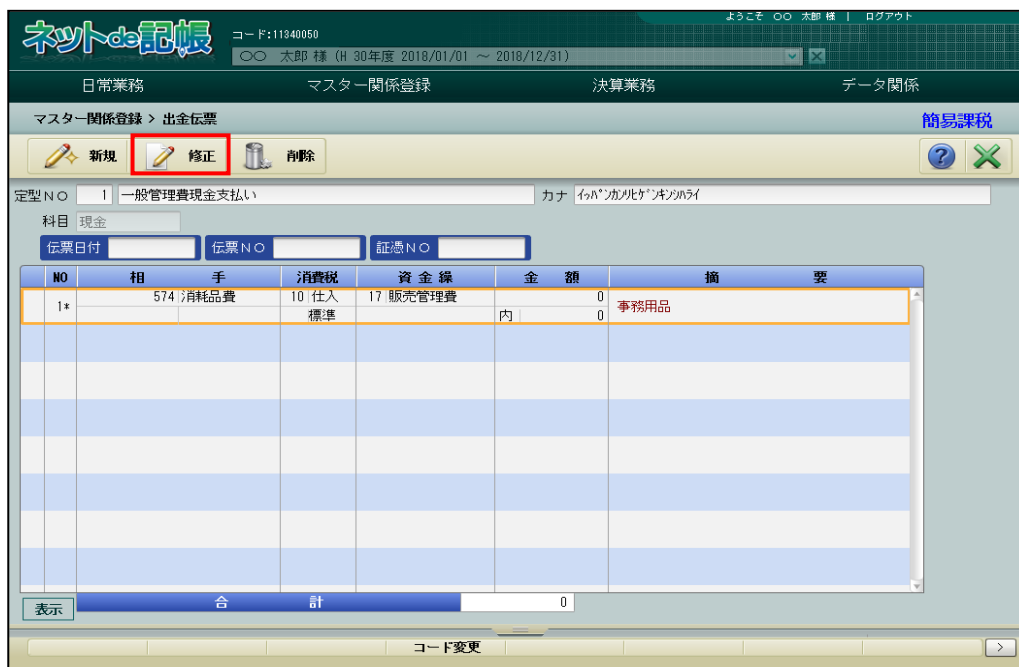 ようこそ 〇〇 太郎 様 | ログアウト
ネットde記帳
コード:11340050
〇〇 太郎 様 (H 30年度 2018/01/01 ～ 2018/12/31)
日常業務 マスター関係登録 決算業務 データ関係
マスター関係登録 > 出金伝票 簡易課税
新規 修正 削除
定型NO 1 一般管理費現金支払い カナ ｲｯﾊﾟﾝｶﾝﾘﾋｹﾞﾝｷﾝｼﾊﾗｲ
科目 現金
伝票日付 伝票NO 証憑NO
NO 相 手 消費税 資金繰 金 額 摘 要
1* 574 消耗品費 10 仕入 17 販売管理費 0 事務用品
標準 内 0
表示 合 計 0
コード変更 >